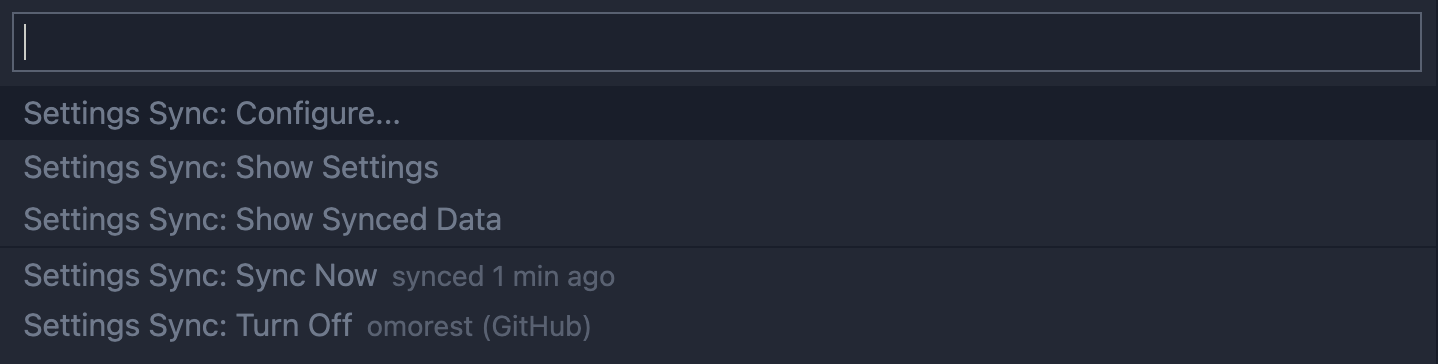 Settings Sync: Configure...
Settings Sync: Show Settings
Settings Sync: Show Synced Data
Settings Sync: Sync Now synced 1 min ago
Settings Sync: Turn Off omorest (GitHub)